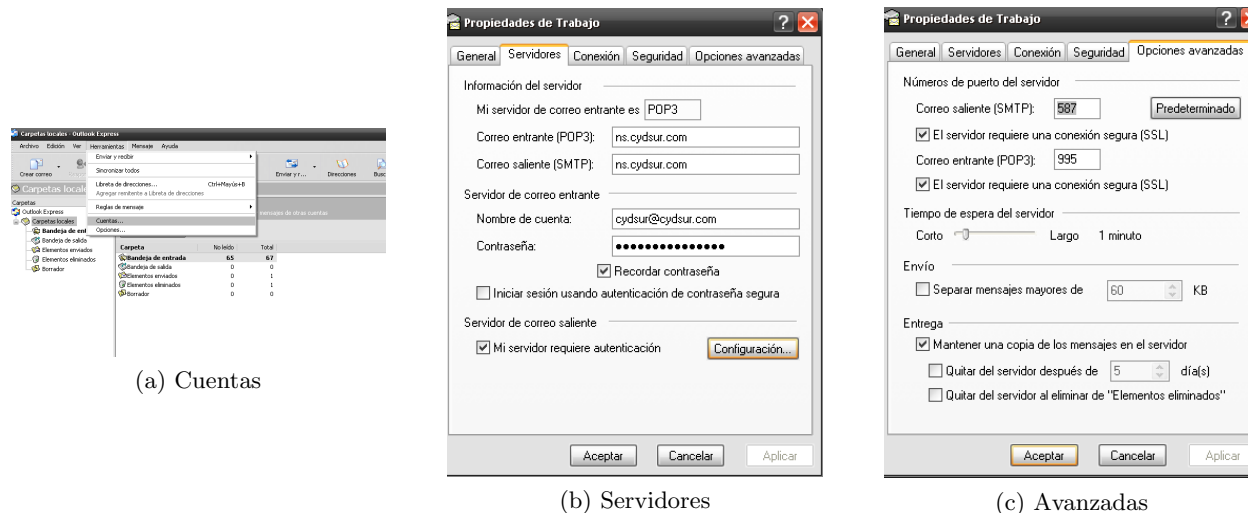 Carpetas locales - Outlook Express
Archivo Edición Ver Herramientas Mensaje Ayuda
Crear correo
Enviar y r... Direcciones Busc
Enviar y recibir
Sincronizar todos
Libreta de direcciones... Ctrl+Mayús+B
Agregar remitente a Libreta de direcciones
Reglas de mensaje
Cuentas...
Opciones...
Carpetas locale
mensajes de otras cuentas
Carpetas
Outlook Express
Carpetas locales
Bandeja de ent
Bandeja de salida
Elementos enviados
Elementos eliminados
Borrador
Carpeta No leído Total
Bandeja de entrada 65 67
Bandeja de salida 0 0
Elementos enviados 0 1
Elementos eliminados 0 1
Borrador 0 0
(a) Cuentas
Propiedades de Trabajo
General Servidores Conexión Seguridad Opciones avanzadas
Información del servidor
Mi servidor de correo entrante es POP3
Correo entrante (POP3): ns.cydsur.com
Correo saliente (SMTP): ns.cydsur.com
Servidor de correo entrante
Nombre de cuenta: cydsur@cydsur.com
Contraseña: ●●●●●●●●●●●●●●●
Recordar contraseña
Iniciar sesión usando autenticación de contraseña segura
Servidor de correo saliente
Mi servidor requiere autenticación Configuración...
Aceptar Cancelar Aplicar
(b) Servidores
Propiedades de Trabajo
General Servidores Conexión Seguridad Opciones avanzadas
Números de puerto del servidor
Correo saliente (SMTP): 587 Predeterminado
El servidor requiere una conexión segura (SSL)
Correo entrante (POP3): 995
El servidor requiere una conexión segura (SSL)
Tiempo de espera del servidor
Corto Largo 1 minuto
Envío
Separar mensajes mayores de 60 KB
Entrega
Mantener una copia de los mensajes en el servidor
Quitar del servidor después de 5 día(s)
Quitar del servidor al eliminar de "Elementos eliminados"
Aceptar Cancelar Aplicar
(c) Avanzadas